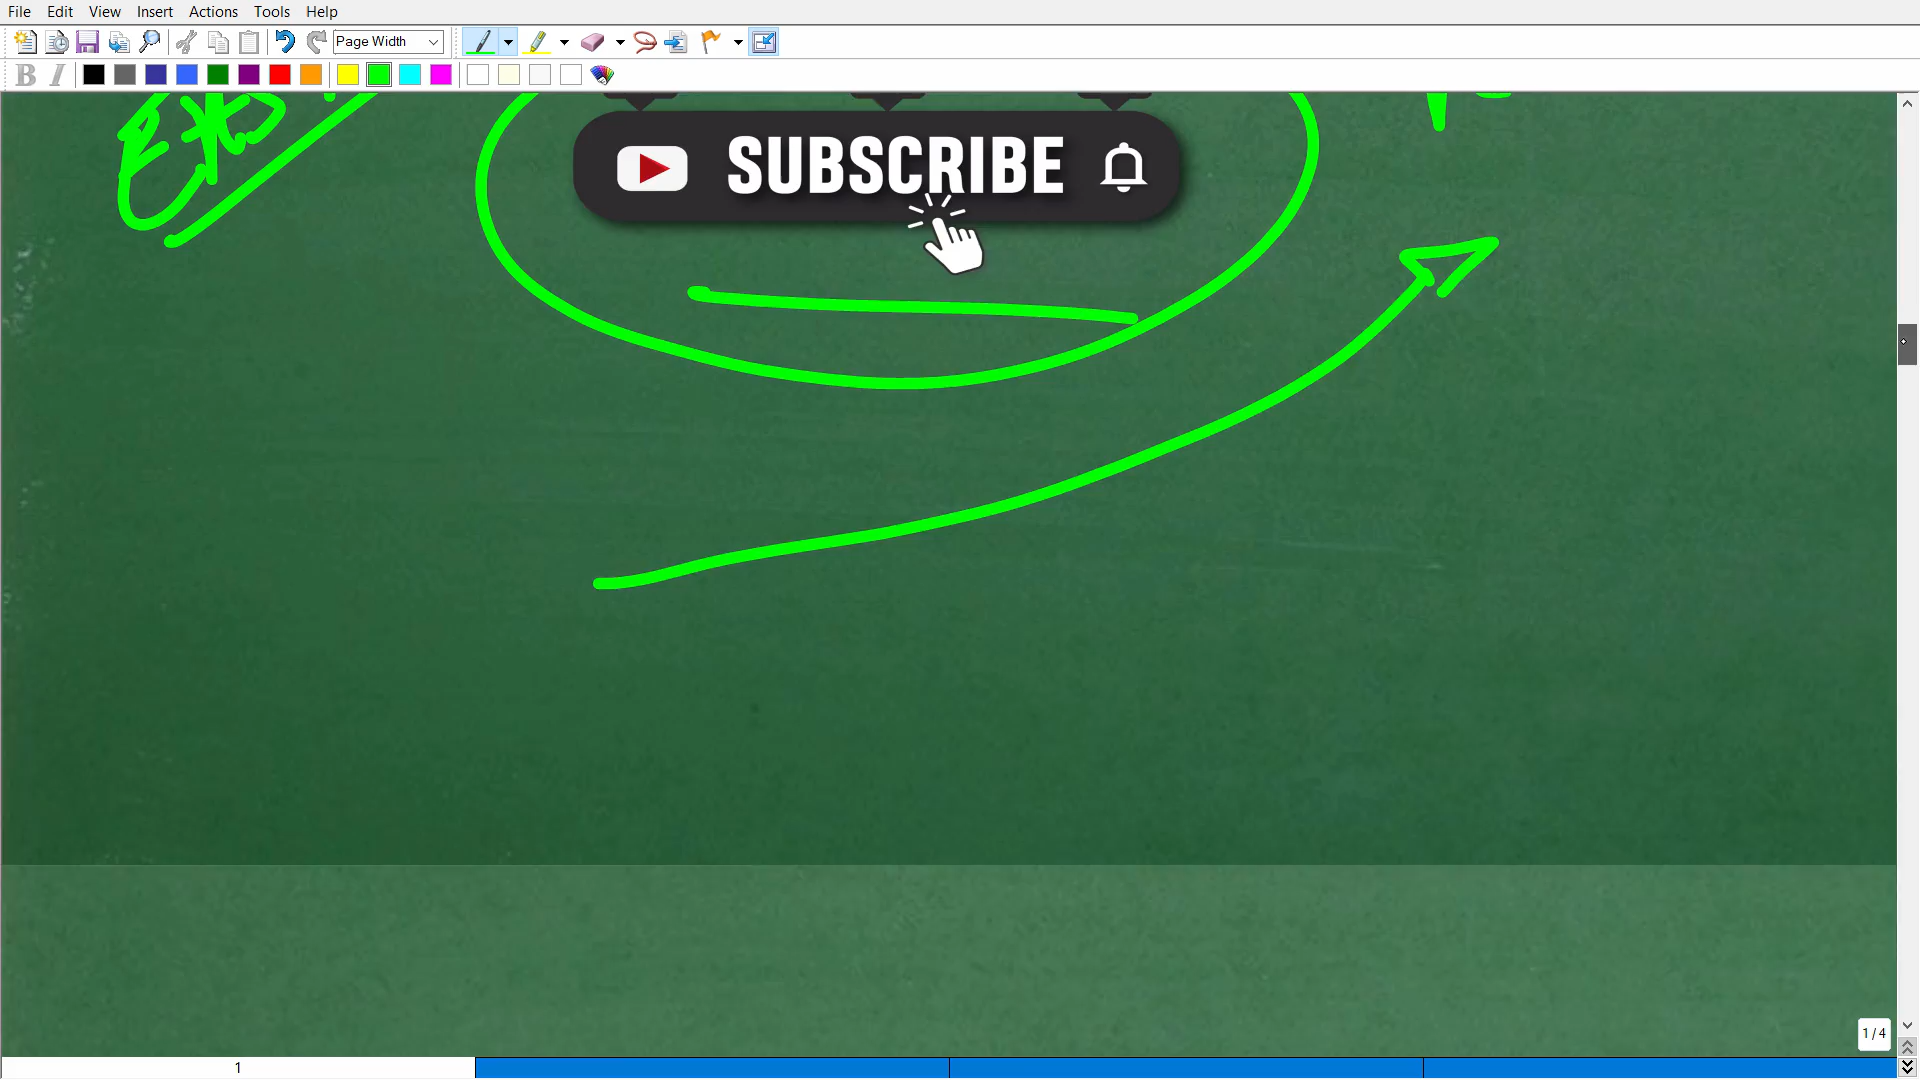 File Edit View Insert Actions Tools Help
Page Width
B I
SUBSCRIBE
1 / 4
1